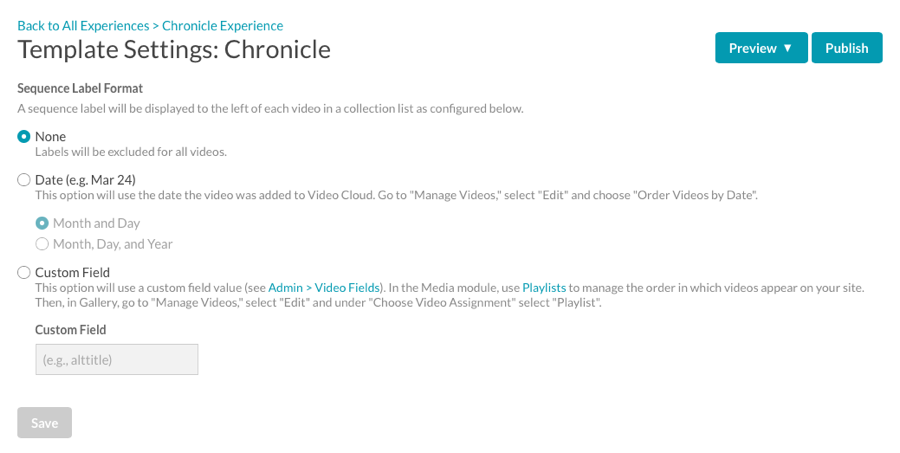 Back to All Experiences > Chronicle Experience
Template Settings: Chronicle
Preview ▼
Publish
Sequence Label Format
A sequence label will be displayed to the left of each video in a collection list as configured below.
None
Labels will be excluded for all videos.
Date (e.g. Mar 24)
This option will use the date the video was added to Video Cloud. Go to "Manage Videos," select "Edit" and choose "Order Videos by Date".
Month and Day
Month, Day, and Year
Custom Field
This option will use a custom field value (see Admin > Video Fields). In the Media module, use Playlists to manage the order in which videos appear on your site.
Then, in Gallery, go to "Manage Videos," select "Edit" and under "Choose Video Assignment" select "Playlist".
Custom Field
(e.g., alttitle)
Save